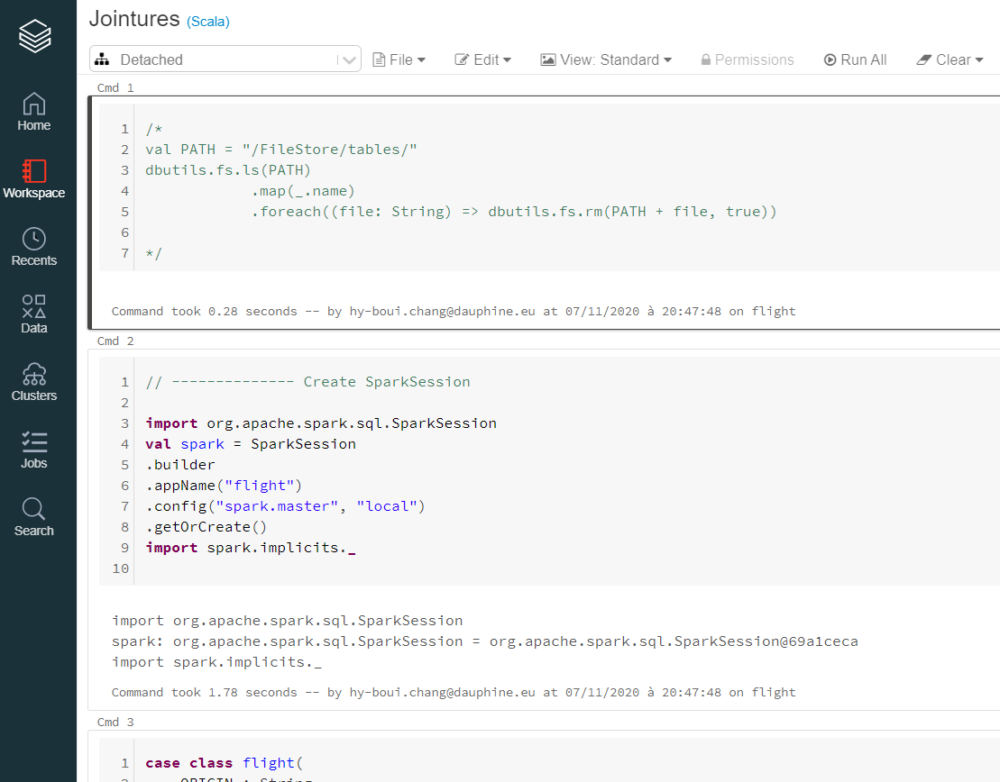 Jointures (Scala)
Detached File Edit View: Standard Permissions Run All Clear
Home
Workspace
Recents
Data
Clusters
Jobs
Search
Cmd 1
1 /*
2 val PATH = "/FileStore/tables/"
3 dbutils.fs.ls(PATH)
4 .map(_.name)
5 .foreach((file: String) => dbutils.fs.rm(PATH + file, true))
6
7 */
Command took 0.28 seconds -- by hy-boui.chang@dauphine.eu at 07/11/2020 à 20:47:48 on flight
Cmd 2
1 // -------------- Create SparkSession
2
3 import org.apache.spark.sql.SparkSession
4 val spark = SparkSession
5 .builder
6 .appName("flight")
7 .config("spark.master", "local")
8 .getOrCreate()
9 import spark.implicits._
10
import org.apache.spark.sql.SparkSession
spark: org.apache.spark.sql.SparkSession = org.apache.spark.sql.SparkSession@69a1ceca
import spark.implicits._
Command took 1.78 seconds -- by hy-boui.chang@dauphine.eu at 07/11/2020 à 20:47:48 on flight
Cmd 3
1 case class flight(
2 ORIGIN : String